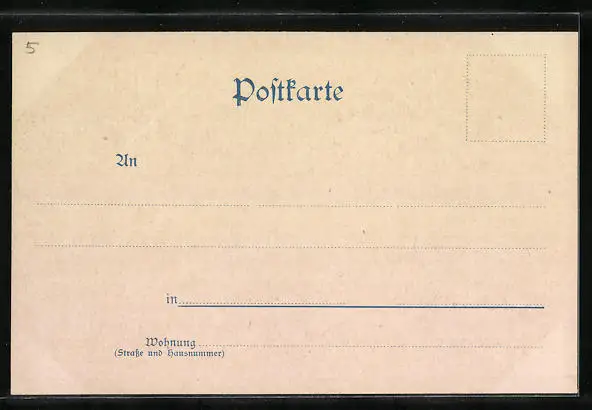 5
Poſtkarte
An
in
Wohnung
(Straße und Hausnummer)